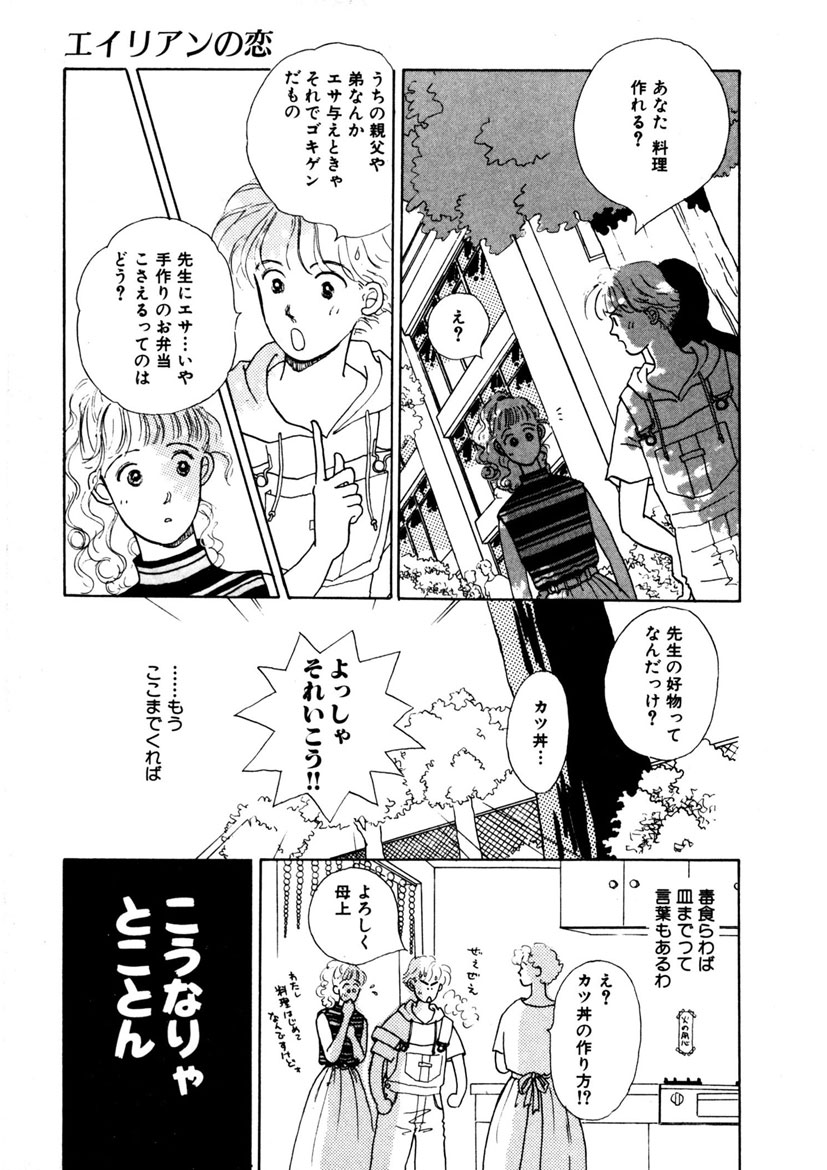 エイリアンの恋
あなた 料理
作れる?
え?
うちの親父や
弟なんか
エサ与えときゃ
それでゴキゲン
だもの
先生にエサ…いや
手作りのお弁当
こさえるってのは
どう?
先生の好物って
なんだっけ?
カツ丼…
よっしゃ
それいこう!!
……もう
ここまでくれば
毒食らわば
皿までって
言葉もあるわ
火の用心
え?
カツ丼の作り方!?
ぜえぜえ
よろしく
母上
わたし
料理はじめて
なんですけど
こうなりゃ
とことん